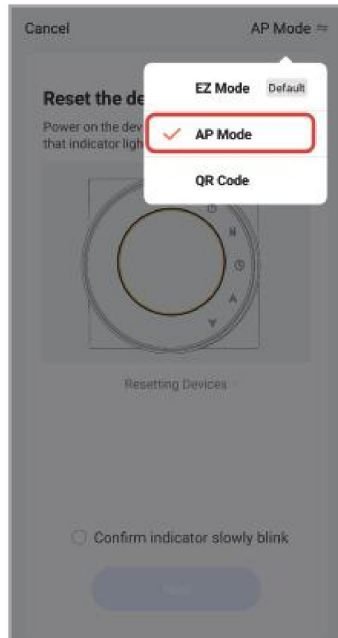 Cancel
AP Mode ⇋
EZ Mode Default
AP Mode
QR Code
Reset the de
Power on the dev
that indicator ligh
M
A
Resetting Devices ›
Confirm indicator slowly blink